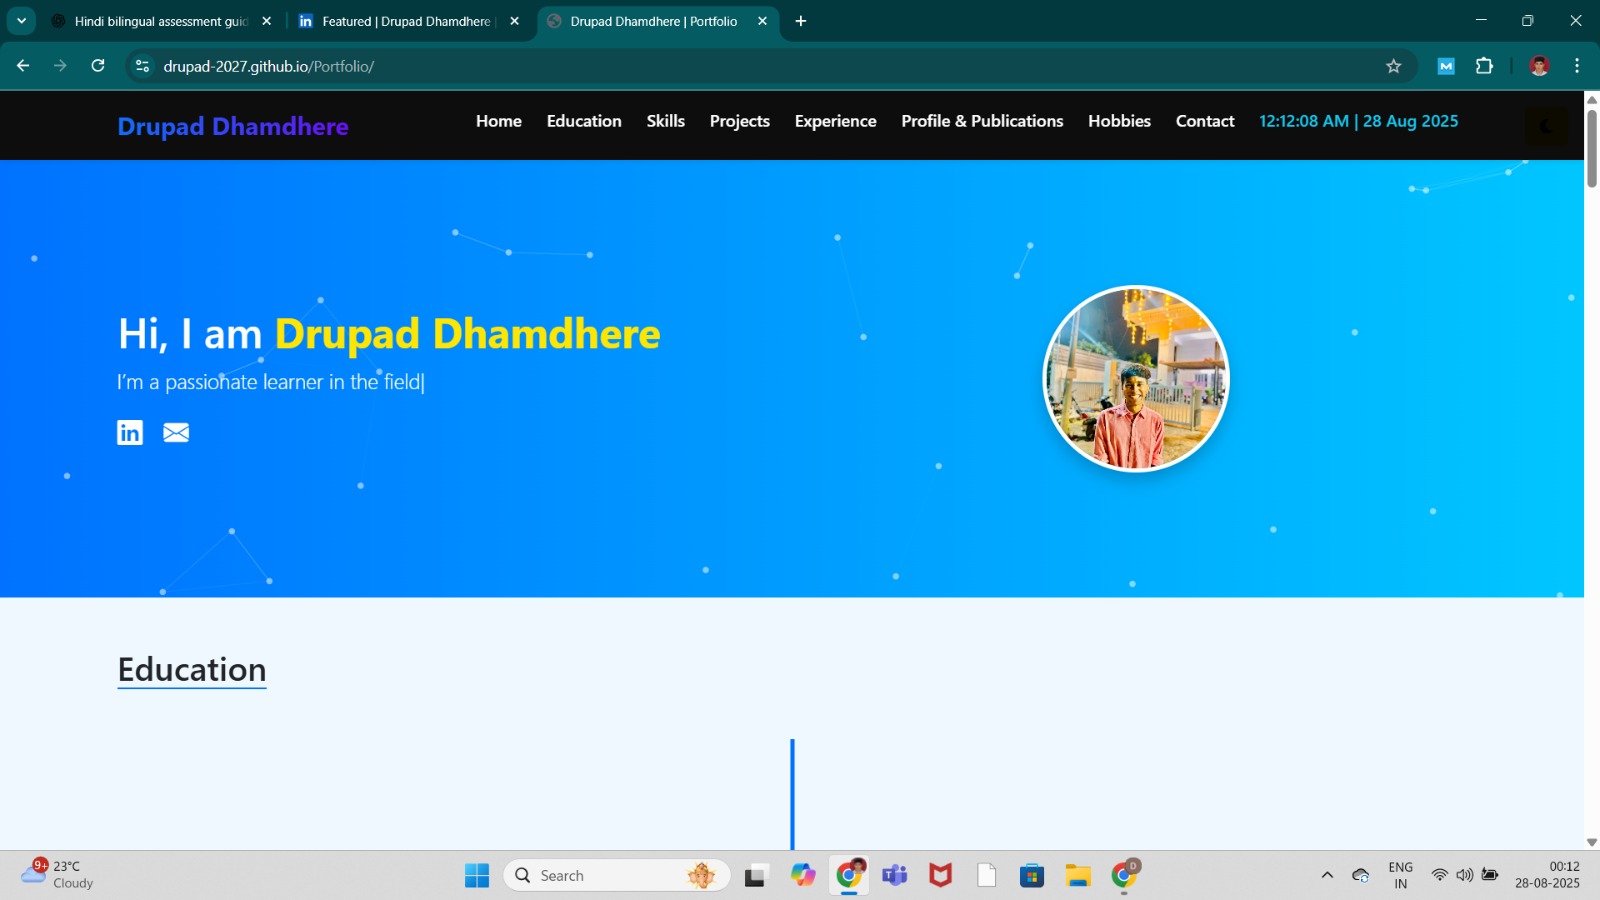 Hindi bilingual assessment guid
Featured | Drupad Dhamdhere |
Drupad Dhamdhere | Portfolio
drupad-2027.github.io/Portfolio/
Drupad Dhamdhere
Home Education Skills Projects Experience Profile & Publications Hobbies Contact 12:12:08 AM | 28 Aug 2025
Hi, I am Drupad Dhamdhere
I'm a passionate learner in the field|
in
Education
9+
23°C
Cloudy
Search
ENG
IN
00:12
28-08-2025